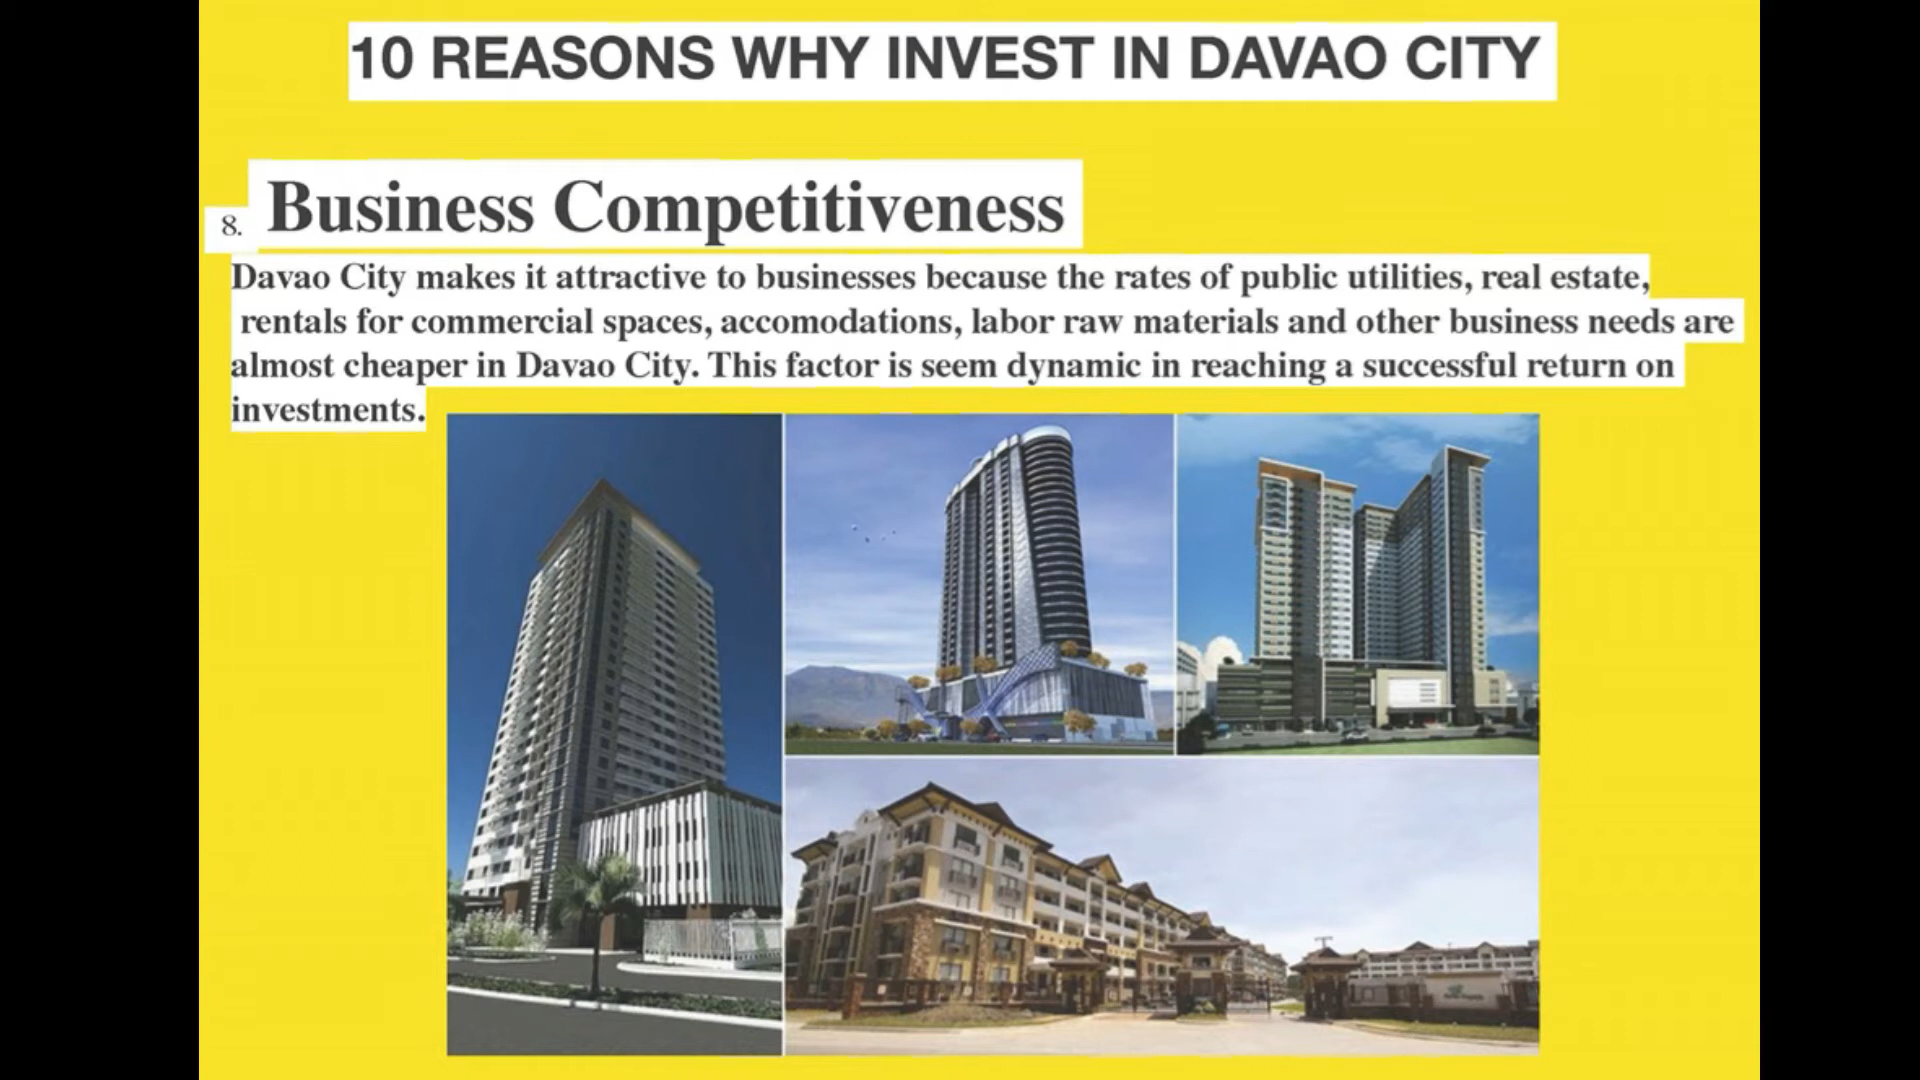 10 REASONS WHY INVEST IN DAVAO CITY
8. Business Competitiveness
Davao City makes it attractive to businesses because the rates of public utilities, real estate,
rentals for commercial spaces, accomodations, labor raw materials and other business needs are
almost cheaper in Davao City. This factor is seem dynamic in reaching a successful return on
investments.